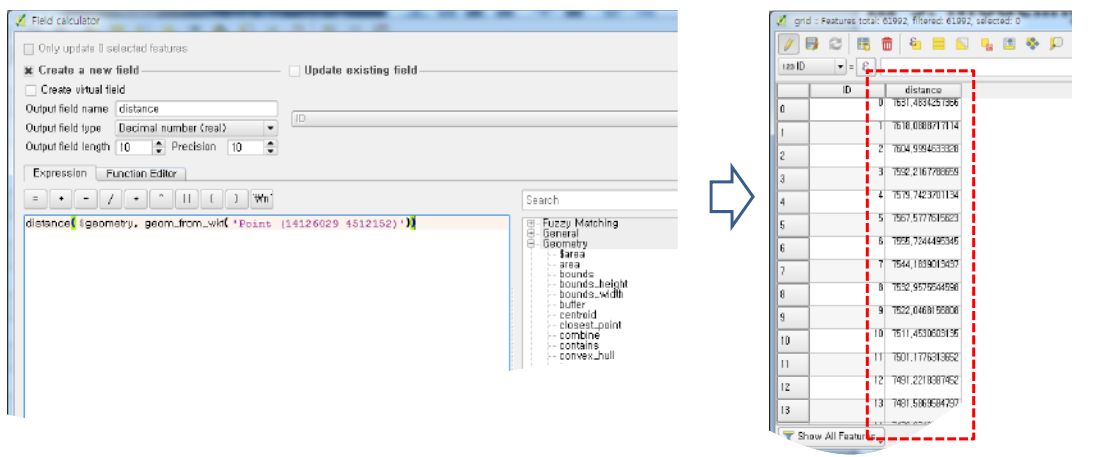 Field calculator
Only update 0 selected features
Create a new field
Update existing field
Create virtual field
Output field name distance
Output field type Decimal number (real)
ID
Output field length 10 Precision 10
Expression Function Editor
= + - / * ^ || ( ) '\n'
Search
distance( $geometry, geom_from_wkt( 'Point (14126029 4512152)'))
Fuzzy Matching
General
Geometry
$area
area
bounds
bounds_height
bounds_width
buffer
centroid
closest_point
combine
contains
convex_hull
grid :: Features total: 61992, filtered: 61992, selected: 0
123 ID = ε
ID distance
0 0
1 1 7618,0888717114
2 2 7604,9994633328
3 3 7592,2167786659
4 4 7579,7423701134
5 5 7567,5777615623
6 6 7555,7244495345
7 7 7544,1839013437
8 8 7532,9575544598
9 9 7522,0468156808
10 10 7511,4530603135
11 11 7501,1776313652
12 12 7491,2218387452
13 13 7481,5869584797
Show All Features